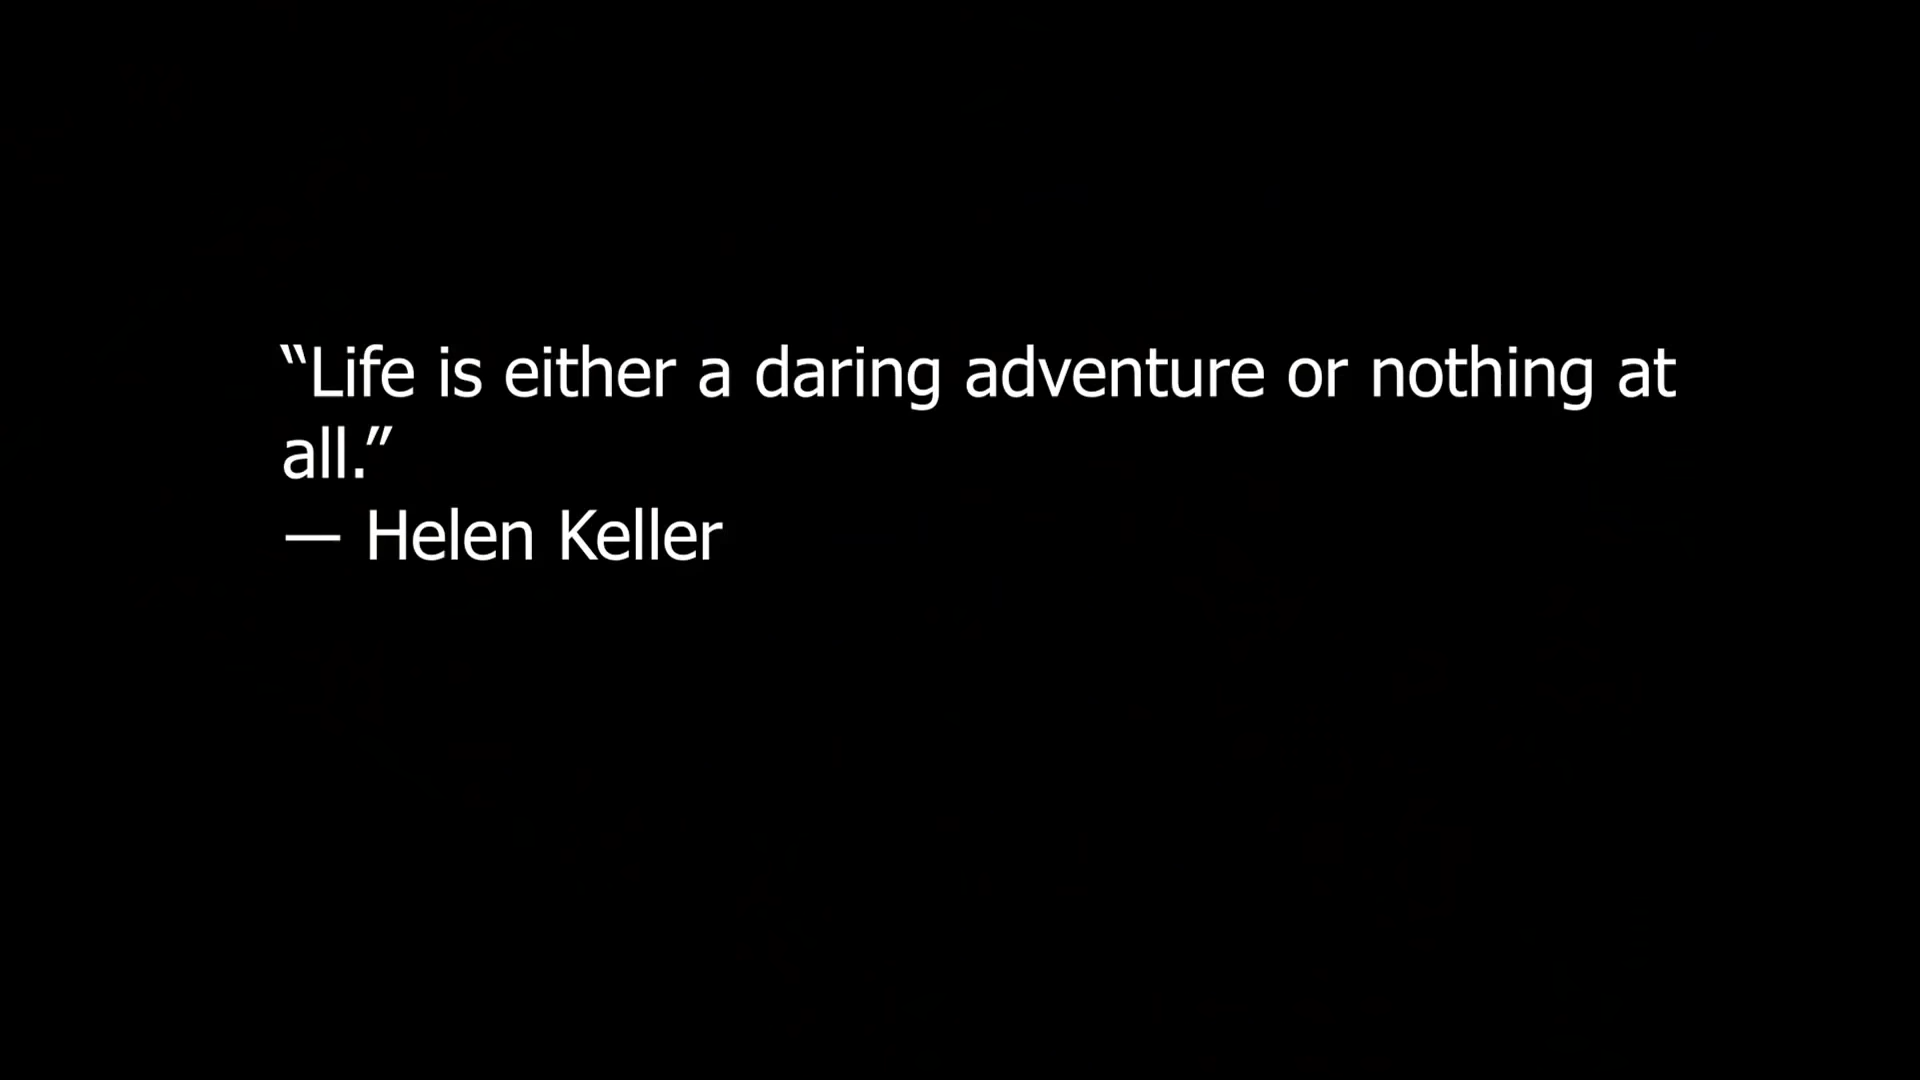 “Life is either a daring adventure or nothing at
all.”
— Helen Keller